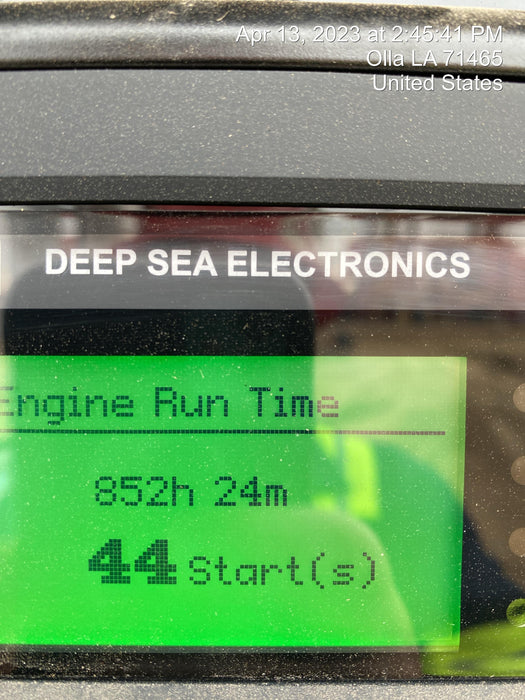 Apr 13, 2023 at 2:45:41 PM
Olla LA 71465
United States
DEEP SEA ELECTRONICS
Engine Run Time
852h 24m
44 Start(s)